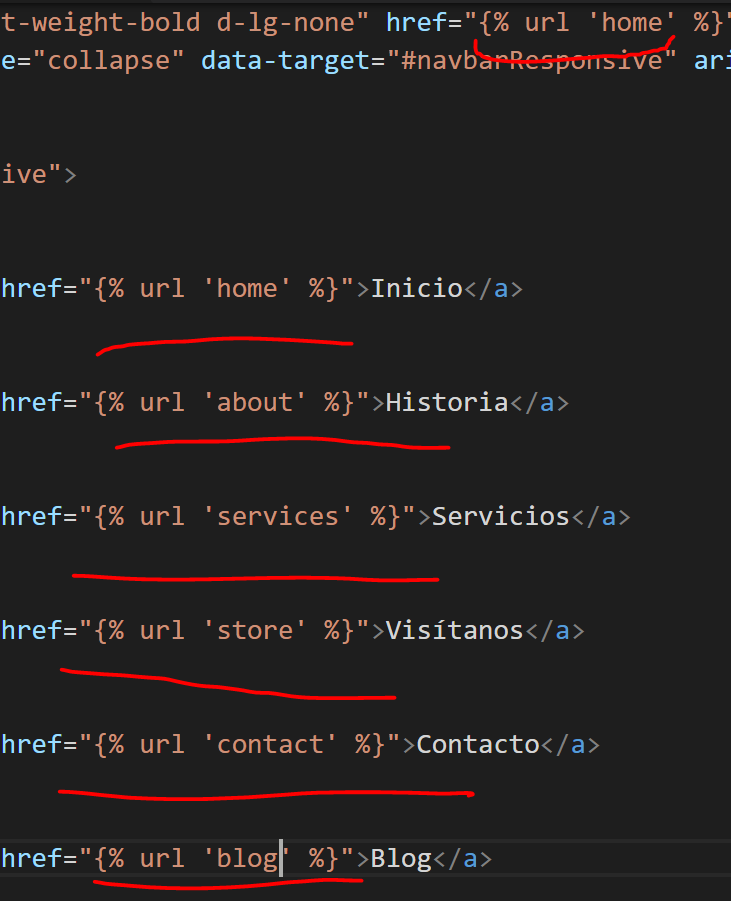 t-weight-bold d-lg-none" href="{% url 'home' %}"
e="collapse" data-target="#navbarResponsive" ari
ive">
href="{% url 'home' %}">Inicio</a>
href="{% url 'about' %}">Historia</a>
href="{% url 'services' %}">Servicios</a>
href="{% url 'store' %}">Visítanos</a>
href="{% url 'contact' %}">Contacto</a>
href="{% url 'blog' %}">Blog</a>